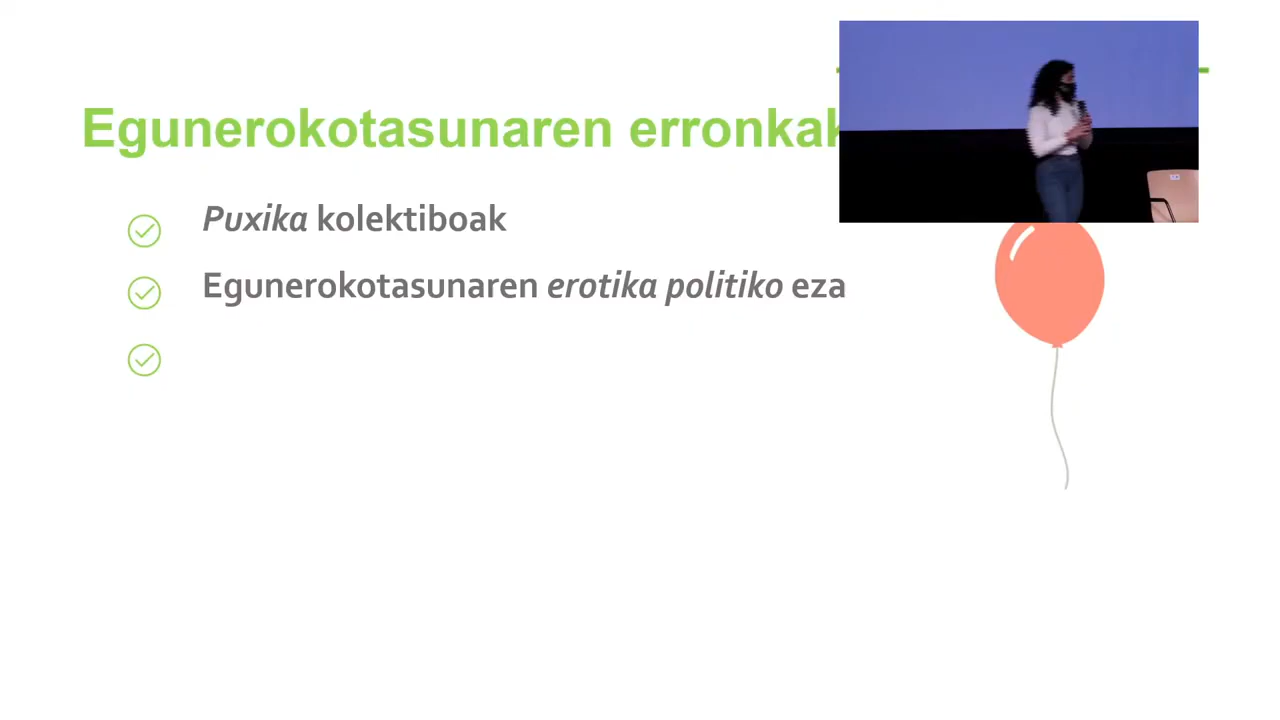 Egunerokotasunaren erronkak
Puxika kolektiboak
Egunerokotasunaren erotika politiko eza